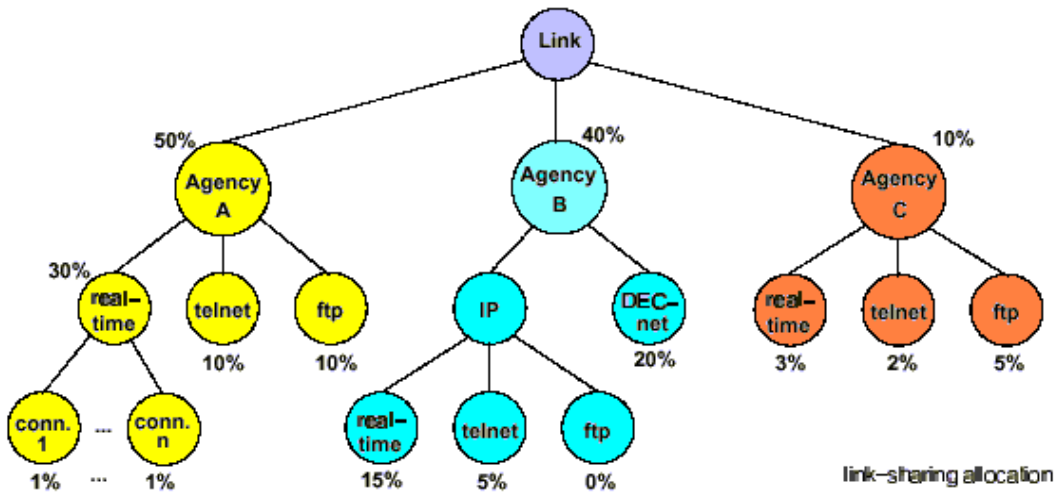 Link
50%
40%
10%
Agency
A
Agency
B
Agency
C
30%
real-
time
telnet
ftp
IP
DEC-
net
real-
time
telnet
ftp
10%
10%
20%
3%
2%
5%
conn.
1
...
conn.
n
real-
time
telnet
ftp
1%
...
1%
15%
5%
0%
link-sharing allocation